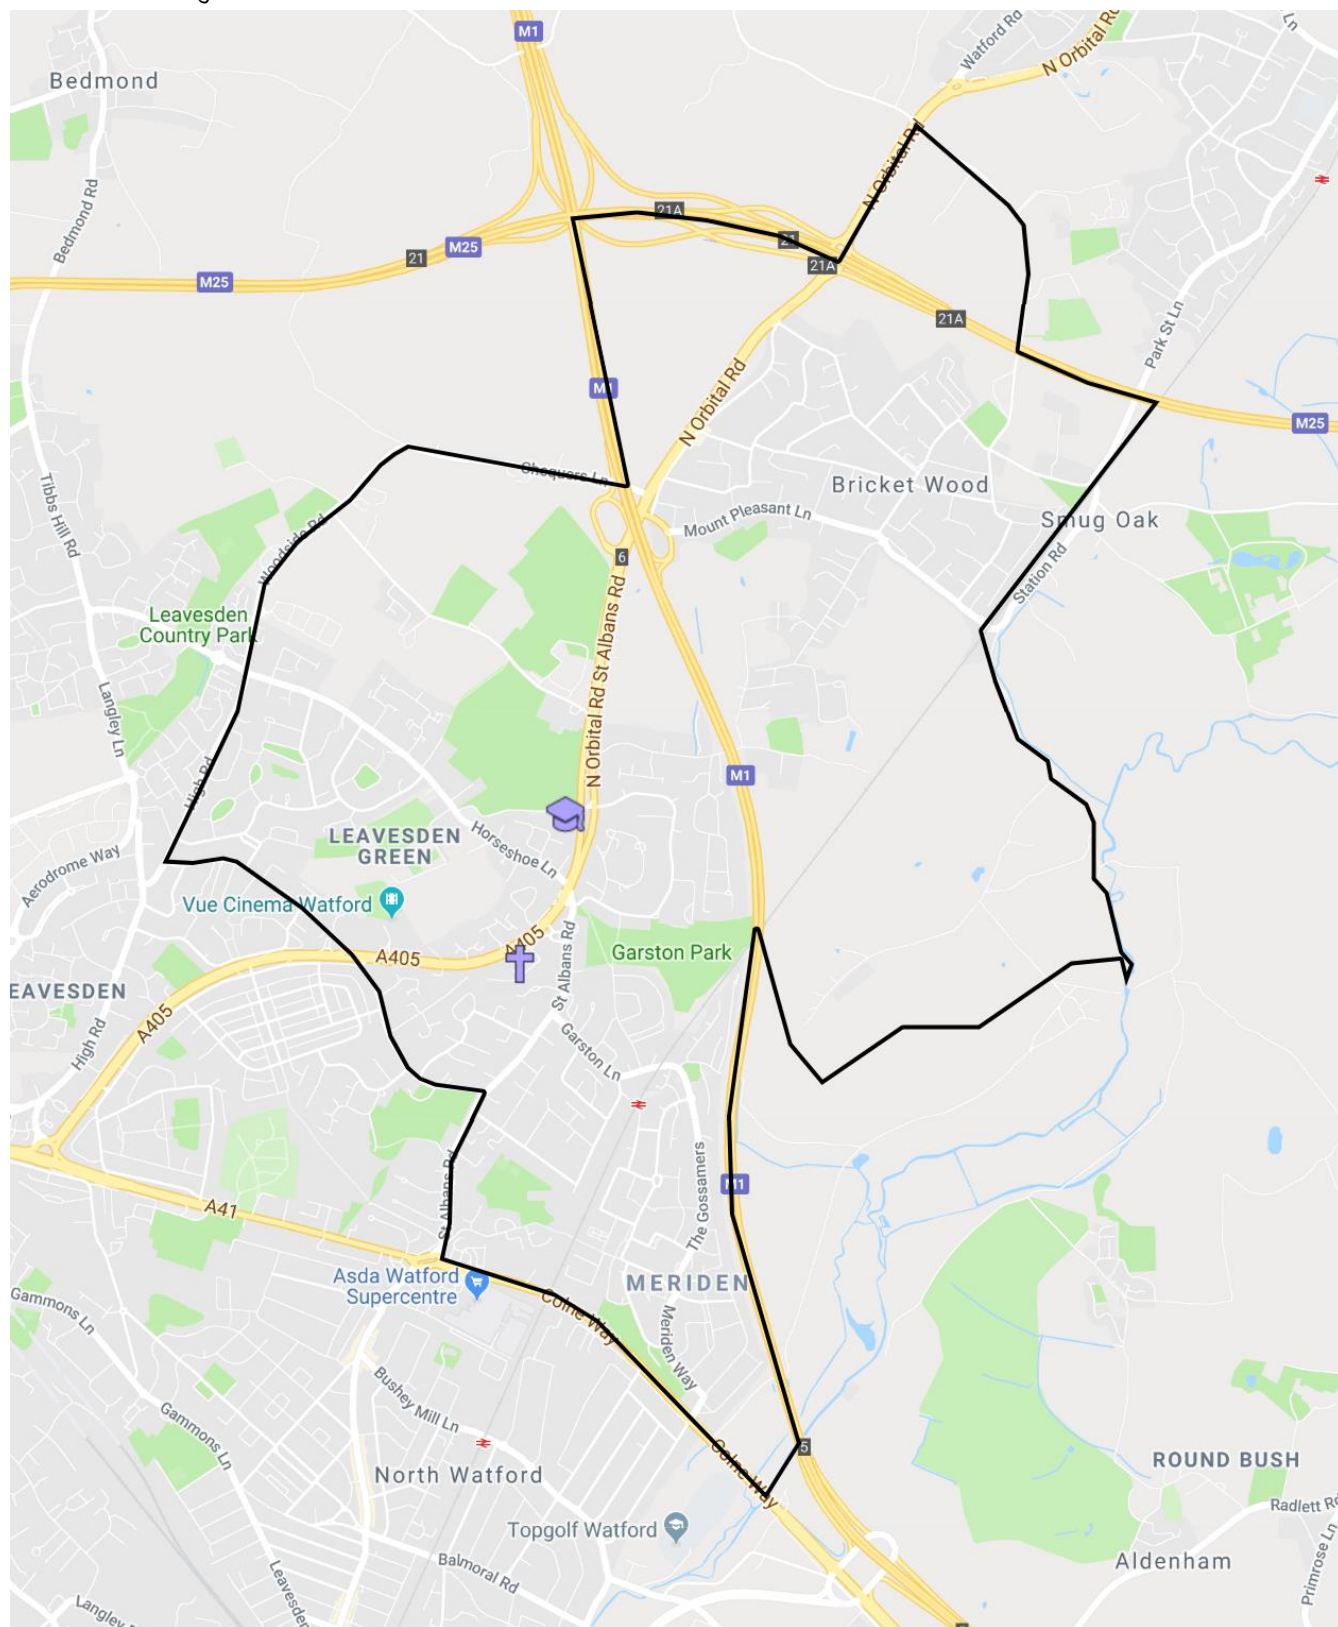 M1
Watford Rd
N Orbital Rd
Ln
Bedmond
Bedmond Rd
N Orbital Rd
21A
21
M25
21
21A
M25
21A
Park St Ln
M1
N Orbital Rd
M25
Chequers Ln
Bricket Wood
Tibbs Hill Rd
Mount Pleasant Ln
Smug Oak
Woodside Rd
6
Station Rd
Leavesden
Country Park
N Orbital Rd St Albans Rd
Langley Ln
High Rd
M1
LEAVESDEN
GREEN
Horseshoe Ln
Aerodrome Way
Vue Cinema Watford
A405
A405
Garston Park
St Albans Rd
EAVESDEN
A405
High Rd
Garston Ln
The Gossamers
M1
St Albans Rd
A41
Asda Watford
Supercentre
MERIDEN
Colne Way
Gammons Ln
Meriden Way
Bushey Mill Ln
Gammons Ln
Colne Way
5
North Watford
ROUND BUSH
Radlett Rd
Topgolf Watford
Balmoral Rd
Aldenham
Primrose Ln
Leavesden
Langley